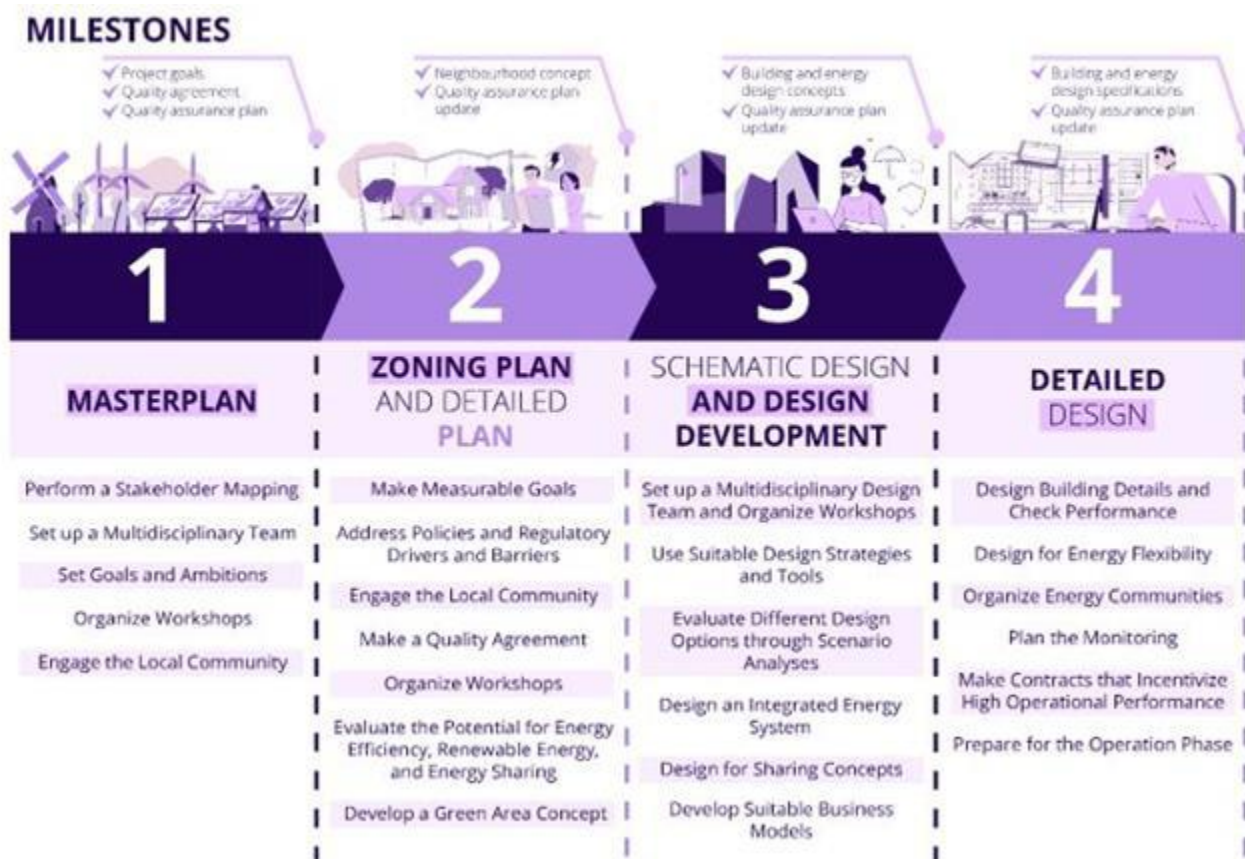 MILESTONES
Project goals
Quality agreement
Quality assurance plan
Neighbourhood concept
Quality assurance plan
update
Building and energy
design concepts
Quality assurance plan
update
Building and energy
design specifications
Quality assurance plan
update
1
2
3
4
MASTERPLAN
ZONING PLAN
AND DETAILED
PLAN
SCHEMATIC DESIGN
AND DESIGN
DEVELOPMENT
DETAILED
DESIGN
Perform a Stakeholder Mapping
Set up a Multidisciplinary Team
Set Goals and Ambitions
Organize Workshops
Engage the Local Community
Make Measurable Goals
Address Policies and Regulatory
Drivers and Barriers
Engage the Local Community
Make a Quality Agreement
Organize Workshops
Evaluate the Potential for Energy
Efficiency, Renewable Energy,
and Energy Sharing
Develop a Green Area Concept
Set up a Multidisciplinary Design
Team and Organize Workshops
Use Suitable Design Strategies
and Tools
Evaluate Different Design
Options through Scenario
Analyses
Design an Integrated Energy
System
Design for Sharing Concepts
Develop Suitable Business
Models
Design Building Details and
Check Performance
Design for Energy Flexibility
Organize Energy Communities
Plan the Monitoring
Make Contracts that Incentivize
High Operational Performance
Prepare for the Operation Phase